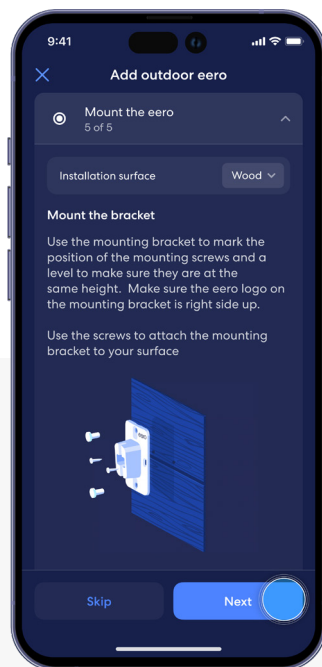 9:41
Add outdoor eero
Mount the eero
5 of 5
Installation surface
Wood
Mount the bracket
Use the mounting bracket to mark the
position of the mounting screws and a
level to make sure they are at the
same height. Make sure the eero logo on
the mounting bracket is right side up.
Use the screws to attach the mounting
bracket to your surface
eero
Skip
Next